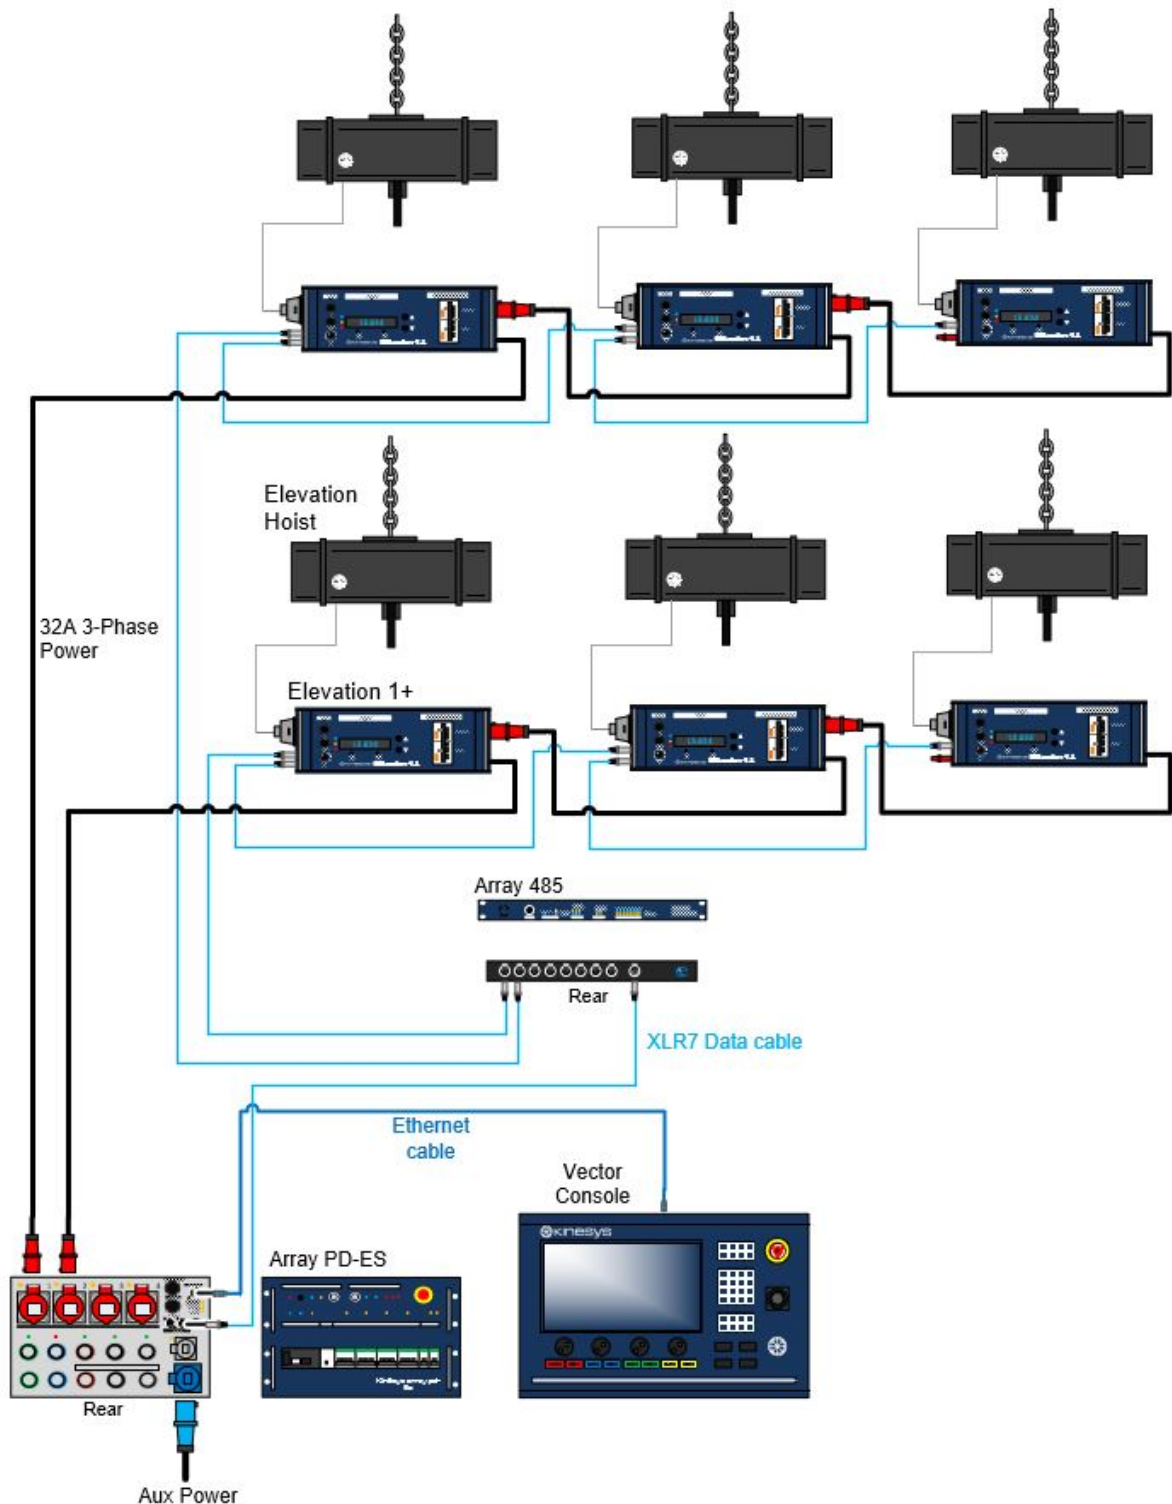 Elevation
Hoist
32A 3-Phase
Power
Elevation 1+
Array 485
Rear
XLR7 Data cable
Ethernet
cable
Vector
Console
KINESYS
Array PD-ES
Rear
Aux Power